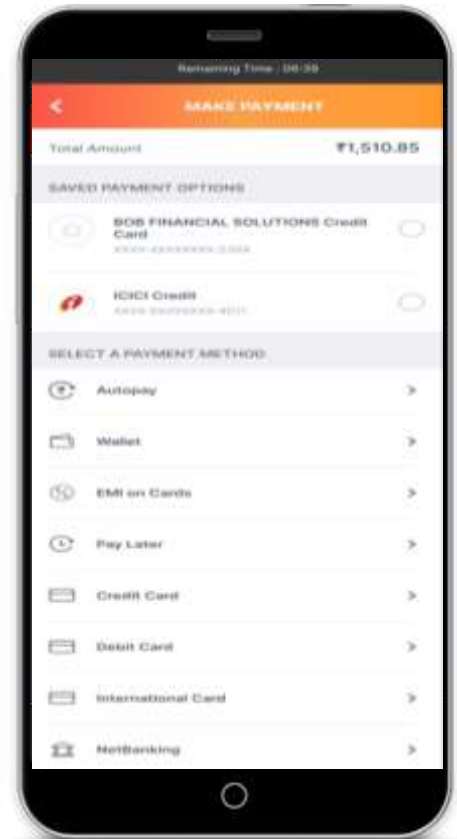 Remaining Time : 06:39
MAKE PAYMENT
Total Amount ₹1,510.85
SAVED PAYMENT OPTIONS
BOB FINANCIAL SOLUTIONS Credit
Card
ICICI Credit
SELECT A PAYMENT METHOD
Autopay
Wallet
EMI on Cards
Pay Later
Credit Card
Debit Card
International Card
NetBanking